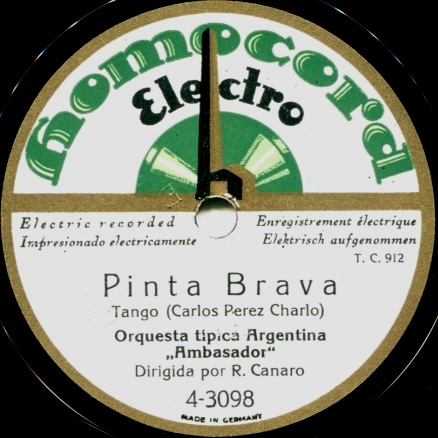 Homocord
Electro
Electric recorded
Enregistrement électrique
Impresionado electricamente
Elektrisch aufgenommen
T. C. 912
Pinta Brava
Tango (Carlos Perez Charlo)
Orquesta tipica Argentina
„Ambasador“
Dirigida por R. Canaro
4-3098
MADE IN GERMANY